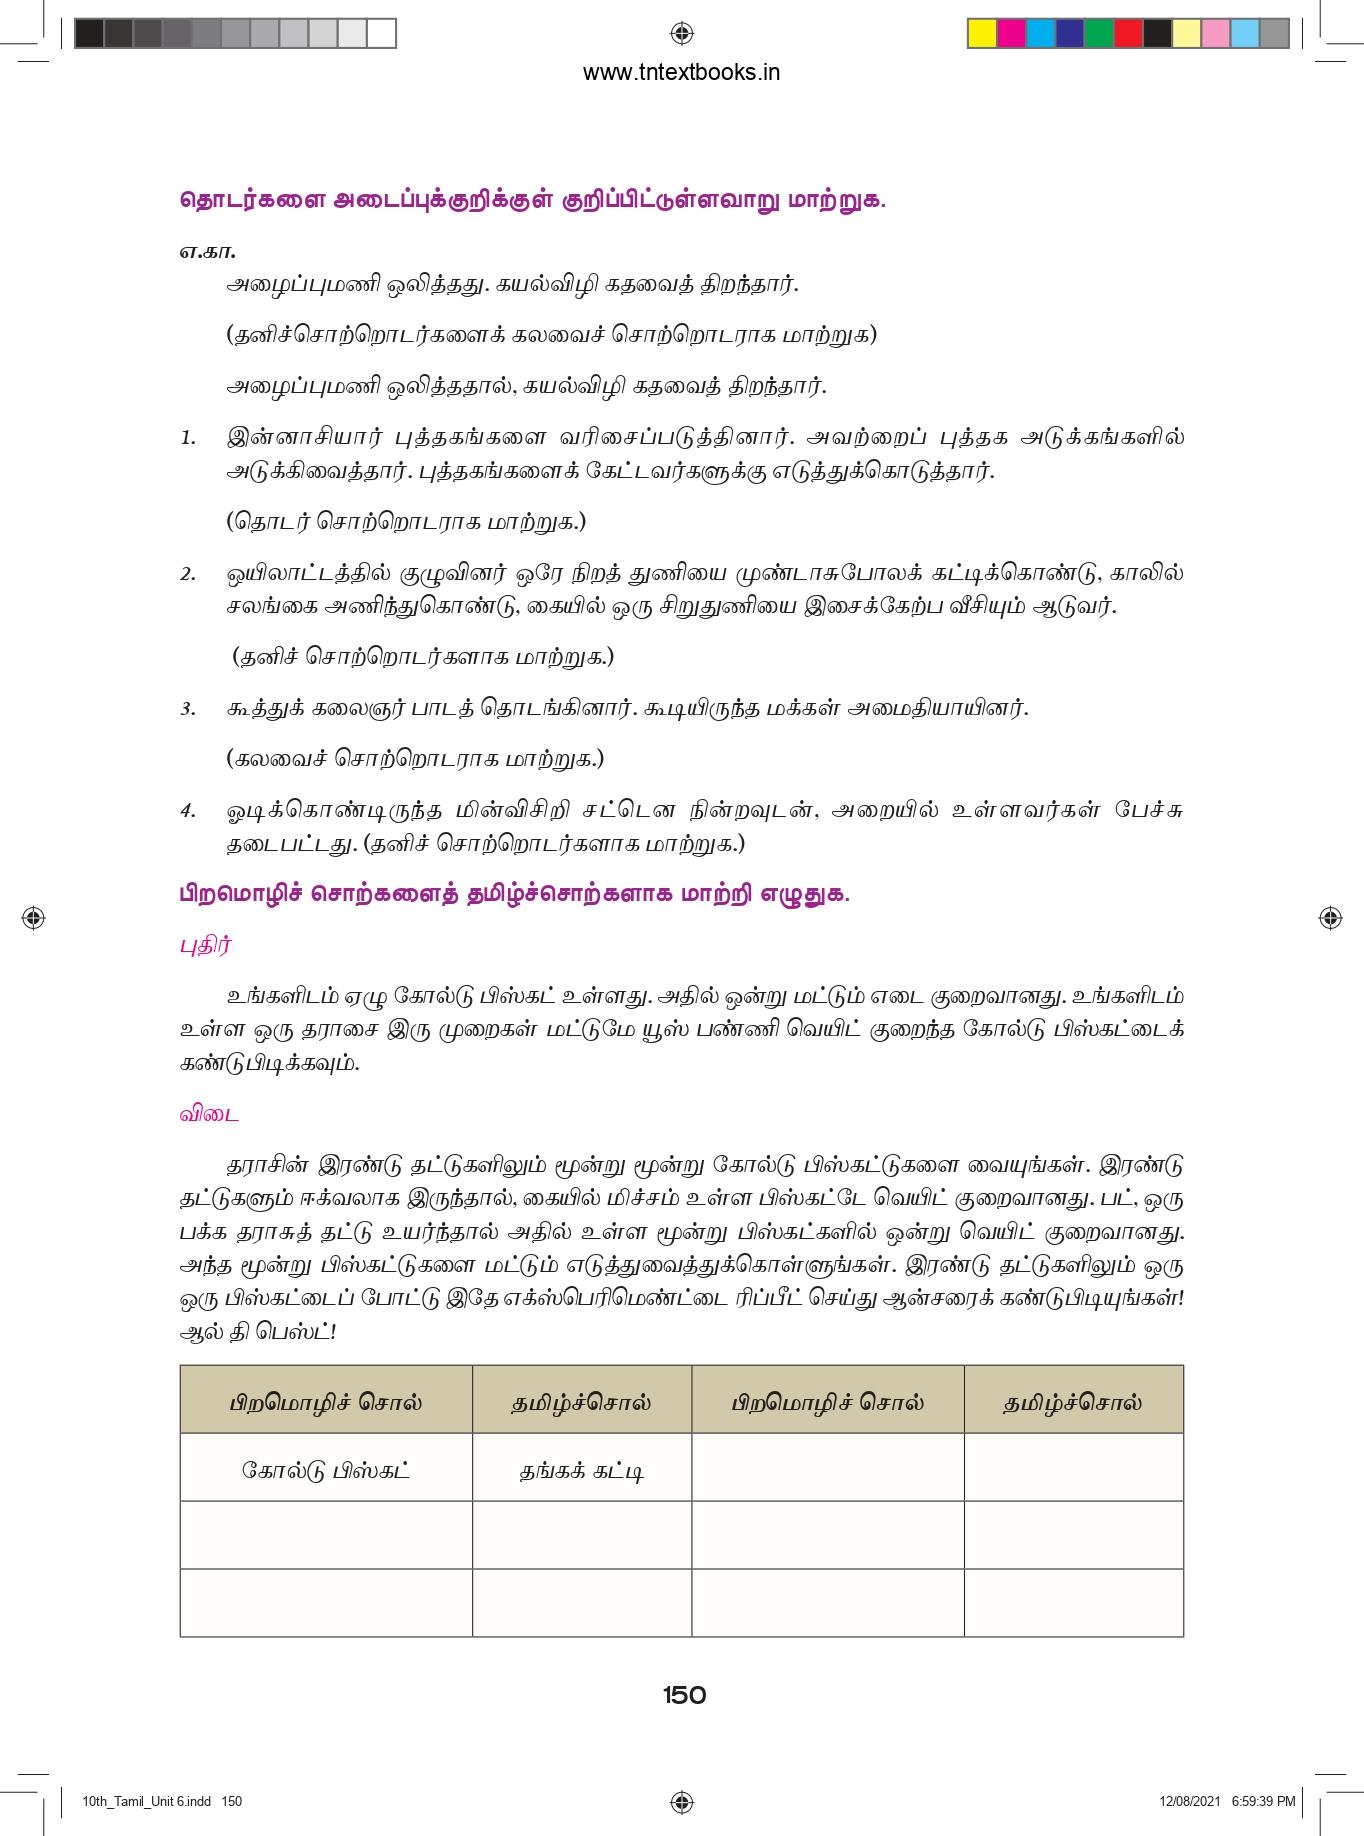 www.tntextbooks.in
தொடர்களை அடைப்புக்குறிக்குள் குறிப்பிட்டுள்ளவாறு மாற்றுக.
எ.கா.
அழைப்புமணி ஒலித்தது. கயல்விழி கதவைத் திறந்தார்.
(தனிச்சொற்றொடர்களைக் கலவைச் சொற்றொடராக மாற்றுக)
அழைப்புமணி ஒலித்ததால், கயல்விழி கதவைத் திறந்தார்.
1. இன்னாசியார் புத்தகங்களை வரிசைப்படுத்தினார். அவற்றைப் புத்தக அடுக்கங்களில்
அடுக்கிவைத்தார். புத்தகங்களைக் கேட்டவர்களுக்கு எடுத்துக்கொடுத்தார்.
(தொடர் சொற்றொடராக மாற்றுக.)
2. ஒயிலாட்டத்தில் குழுவினர் ஒரே நிறத் துணியை முண்டாசுபோலக் கட்டிக்கொண்டு, காலில்
சலங்கை அணிந்துகொண்டு, கையில் ஒரு சிறுதுணியை இசைக்கேற்ப வீசியும் ஆடுவர்.
(தனிச் சொற்றொடர்களாக மாற்றுக.)
3. கூத்துக் கலைஞர் பாடத் தொடங்கினார். கூடியிருந்த மக்கள் அமைதியாயினர்.
(கலவைச் சொற்றொடராக மாற்றுக.)
4. ஓடிக்கொண்டிருந்த மின்விசிறி சட்டென நின்றவுடன், அறையில் உள்ளவர்கள் பேச்சு
தடைபட்டது. (தனிச் சொற்றொடர்களாக மாற்றுக.)
பிறமொழிச் சொற்களைத் தமிழ்ச்சொற்களாக மாற்றி எழுதுக.
புதிர்
உங்களிடம் ஏழு கோல்டு பிஸ்கட் உள்ளது. அதில் ஒன்று மட்டும் எடை குறைவானது. உங்களிடம்
உள்ள ஒரு தராசை இரு முறைகள் மட்டுமே யூஸ் பண்ணி வெயிட் குறைந்த கோல்டு பிஸ்கட்டைக்
கண்டுபிடிக்கவும்.
விடை
தராசின் இரண்டு தட்டுகளிலும் மூன்று மூன்று கோல்டு பிஸ்கட்டுகளை வையுங்கள். இரண்டு
தட்டுகளும் ஈக்வலாக இருந்தால், கையில் மிச்சம் உள்ள பிஸ்கட்டே வெயிட் குறைவானது. பட், ஒரு
பக்க தராசுத் தட்டு உயர்ந்தால் அதில் உள்ள மூன்று பிஸ்கட்களில் ஒன்று வெயிட் குறைவானது.
அந்த மூன்று பிஸ்கட்டுகளை மட்டும் எடுத்துவைத்துக்கொள்ளுங்கள். இரண்டு தட்டுகளிலும் ஒரு
ஒரு பிஸ்கட்டைப் போட்டு இதே எக்ஸ்பெரிமெண்ட்டை ரிப்பீட் செய்து ஆன்சரைக் கண்டுபிடியுங்கள்!
ஆல் தி பெஸ்ட்!
பிறமொழிச் சொல் தமிழ்ச்சொல் பிறமொழிச் சொல் தமிழ்ச்சொல்
கோல்டு பிஸ்கட் தங்கக் கட்டி
150
10th_Tamil_Unit 6.indd 150 12/08/2021 6:59:39 PM